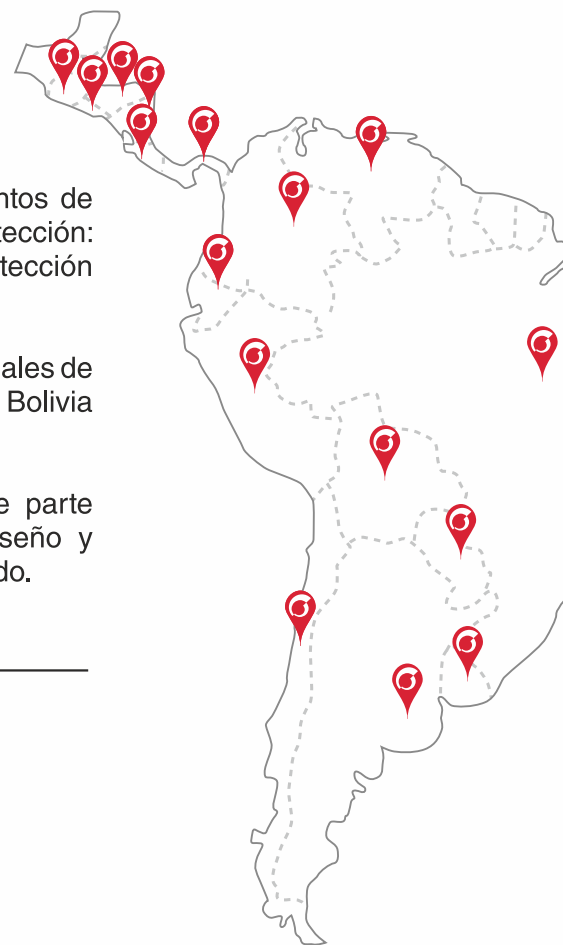 ntos de
tección:
tección
ales de
Bolivia
e parte
seño y
do.